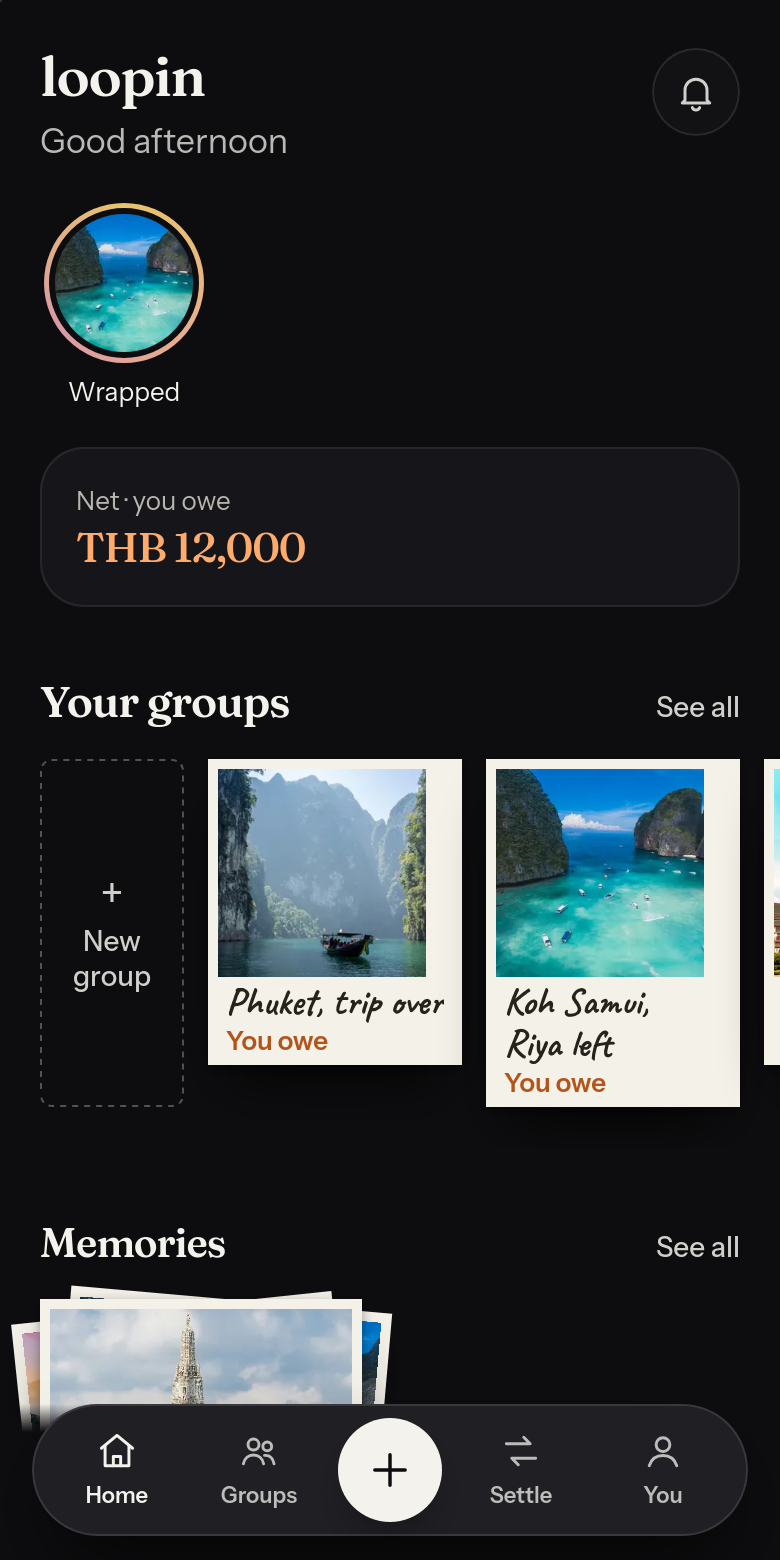 loopin
Good afternoon
Wrapped
Net · you owe
THB 12,000
Your groups
See all
+
New
group
Phuket, trip over
You owe
Koh Samui,
Riya left
You owe
Memories
See all
Home
Groups
Settle
You